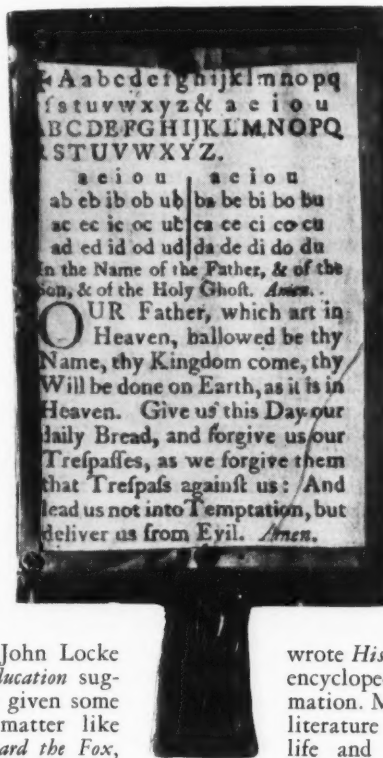 ✠Aabcdefghijklmnopq
ſstuvwxyz& a e i o u
ABCDEFGHIJKLMNOPQ
RSTUVWXYZ.
a e i o u a e i o u
ab eb ib ob ub ba be bi bo bu
ac ec ic oc uc ca ce ci co cu
ad ed id od ud da de di do du
In the Name of the Father, & of the
Son, & of the Holy Ghoſt. Amen.
OUR Father, which art in
Heaven, hallowed be thy
Name, thy Kingdom come, thy
Will be done on Earth, as it is in
Heaven. Give us this Day our
daily Bread, and forgive us our
Treſpaſſes, as we forgive them
that Treſpaſs againſt us: And
lead us not into Temptation, but
deliver us from Evil. Amen.
John Locke
ducation sug-
given some
matter like
ard the Fox,
wrote His
encyclope-
mation. M
literature
life and